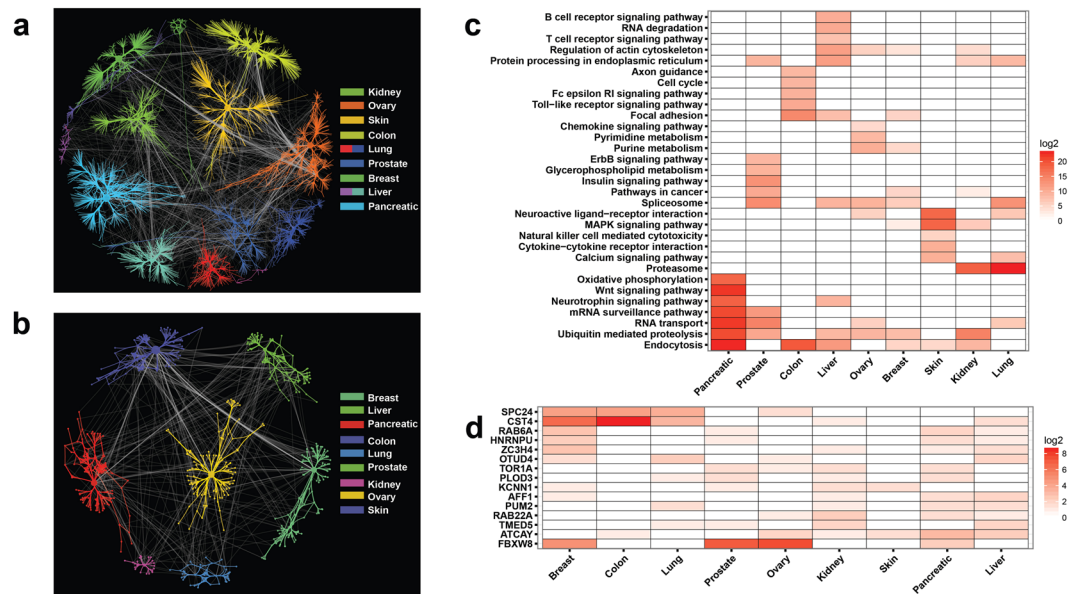 a
Kidney
Ovary
Skin
Colon
Lung
Prostate
Breast
Liver
Pancreatic
b
Breast
Liver
Pancreatic
Colon
Lung
Prostate
Kidney
Ovary
Skin
c
B cell receptor signaling pathway
RNA degradation
T cell receptor signaling pathway
Regulation of actin cytoskeleton
Protein processing in endoplasmic reticulum
Axon guidance
Cell cycle
Fc epsilon RI signaling pathway
Toll−like receptor signaling pathway
Focal adhesion
Chemokine signaling pathway
Pyrimidine metabolism
Purine metabolism
ErbB signaling pathway
Glycerophospholipid metabolism
Insulin signaling pathway
Pathways in cancer
Spliceosome
Neuroactive ligand−receptor interaction
MAPK signaling pathway
Natural killer cell mediated cytotoxicity
Cytokine−cytokine receptor interaction
Calcium signaling pathway
Proteasome
Oxidative phosphorylation
Wnt signaling pathway
Neurotrophin signaling pathway
mRNA surveillance pathway
RNA transport
Ubiquitin mediated proteolysis
Endocytosis
Pancreatic Prostate Colon Liver Ovary Breast Skin Kidney Lung
log2
20
15
10
5
0
d
SPC24
CST4
RAB6A
HNRNPU
ZC3H4
OTUD4
TOR1A
PLOD3
KCNN1
AFF1
PUM2
RAB22A
TMED5
ATCAY
FBXW8
Breast Colon Lung Prostate Ovary Kidney Skin Pancreatic Liver
log2
8
6
4
2
0